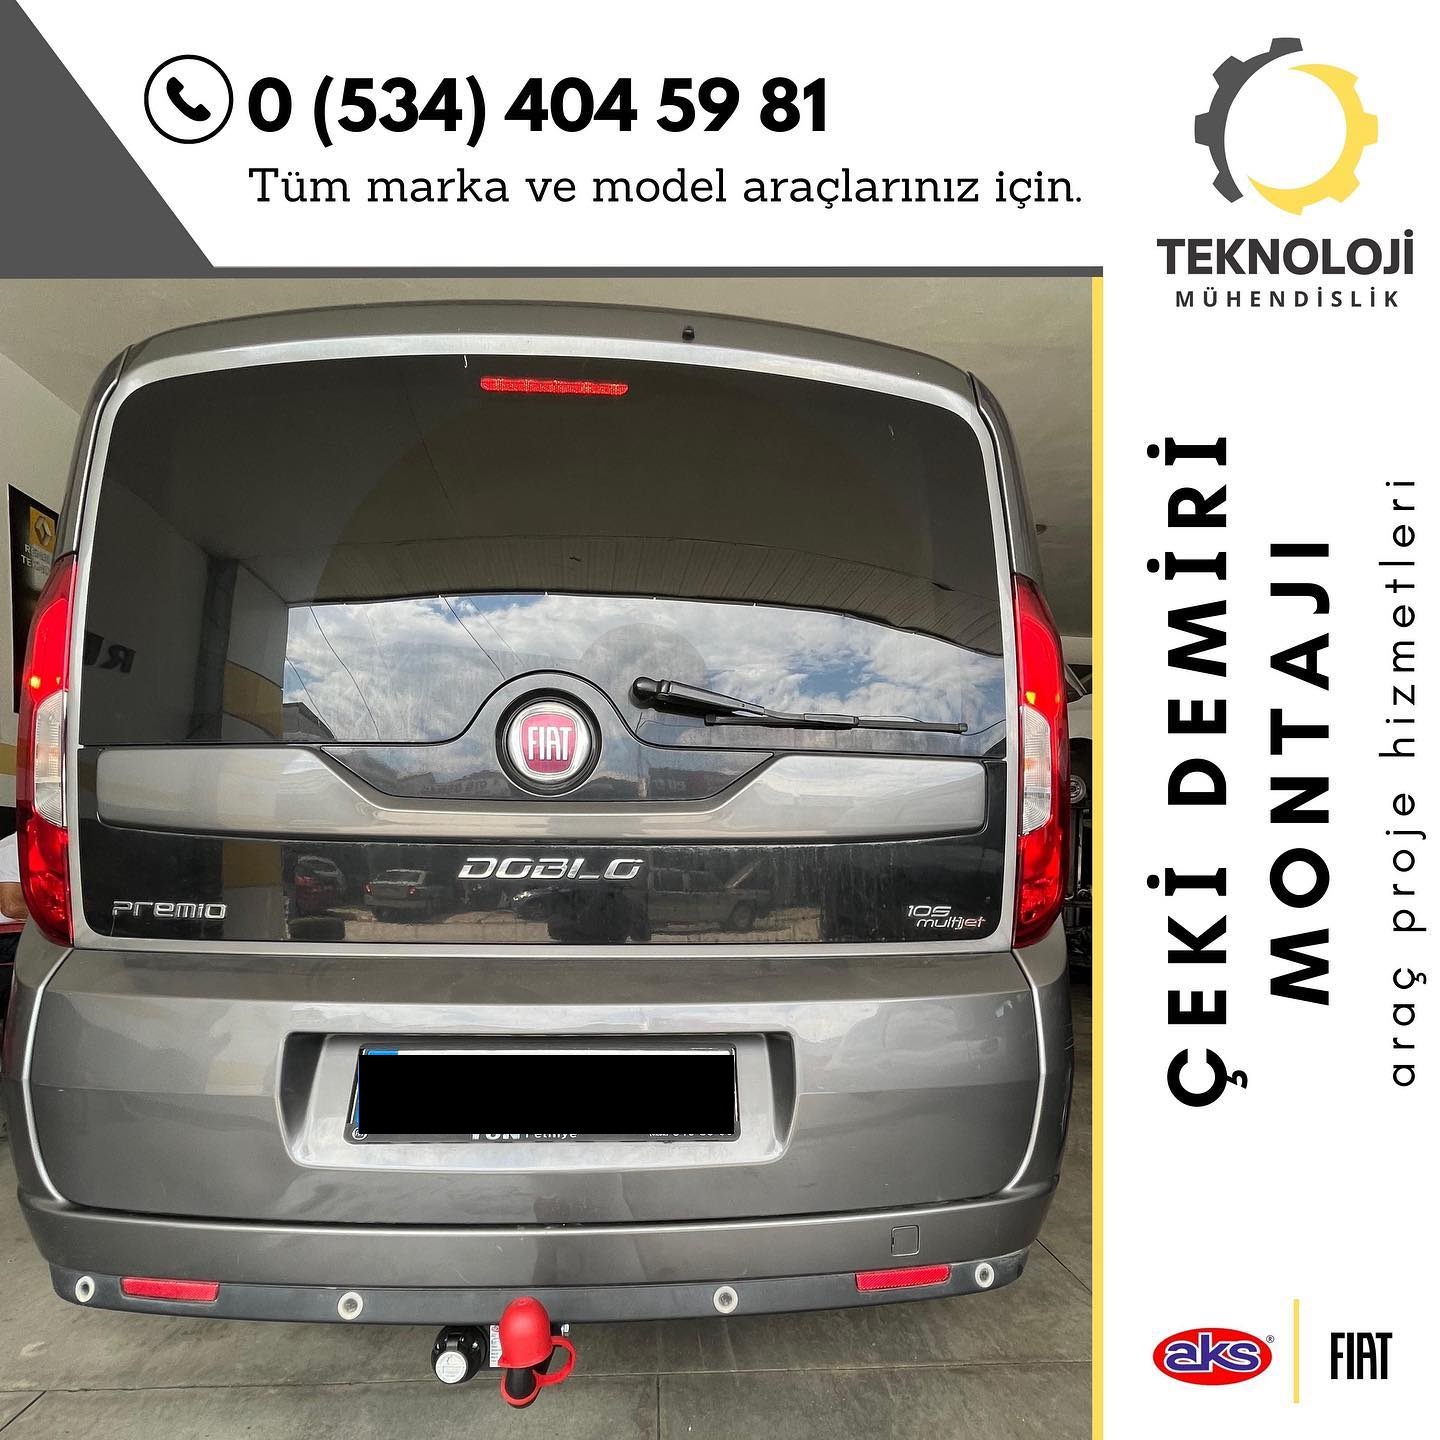 0 (534) 404 59 81
Tüm marka ve model araçlarınız için.
TEKNOLOJİ
MÜHENDİSLİK
ÇEKİ DEMİRİ
MONTAJI
araç proje hizmetleri
FIAT
DOBLO
Premio
105
multijet
Fethiye
aks®
FIAT